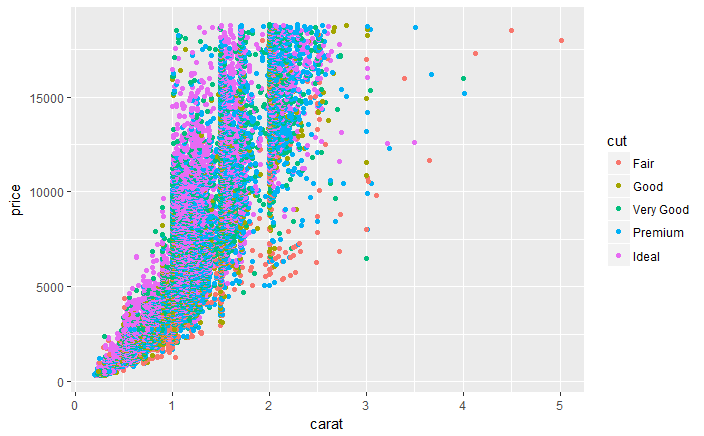 15000
10000
5000
0
price
0 1 2 3 4 5
carat
cut
Fair
Good
Very Good
Premium
Ideal